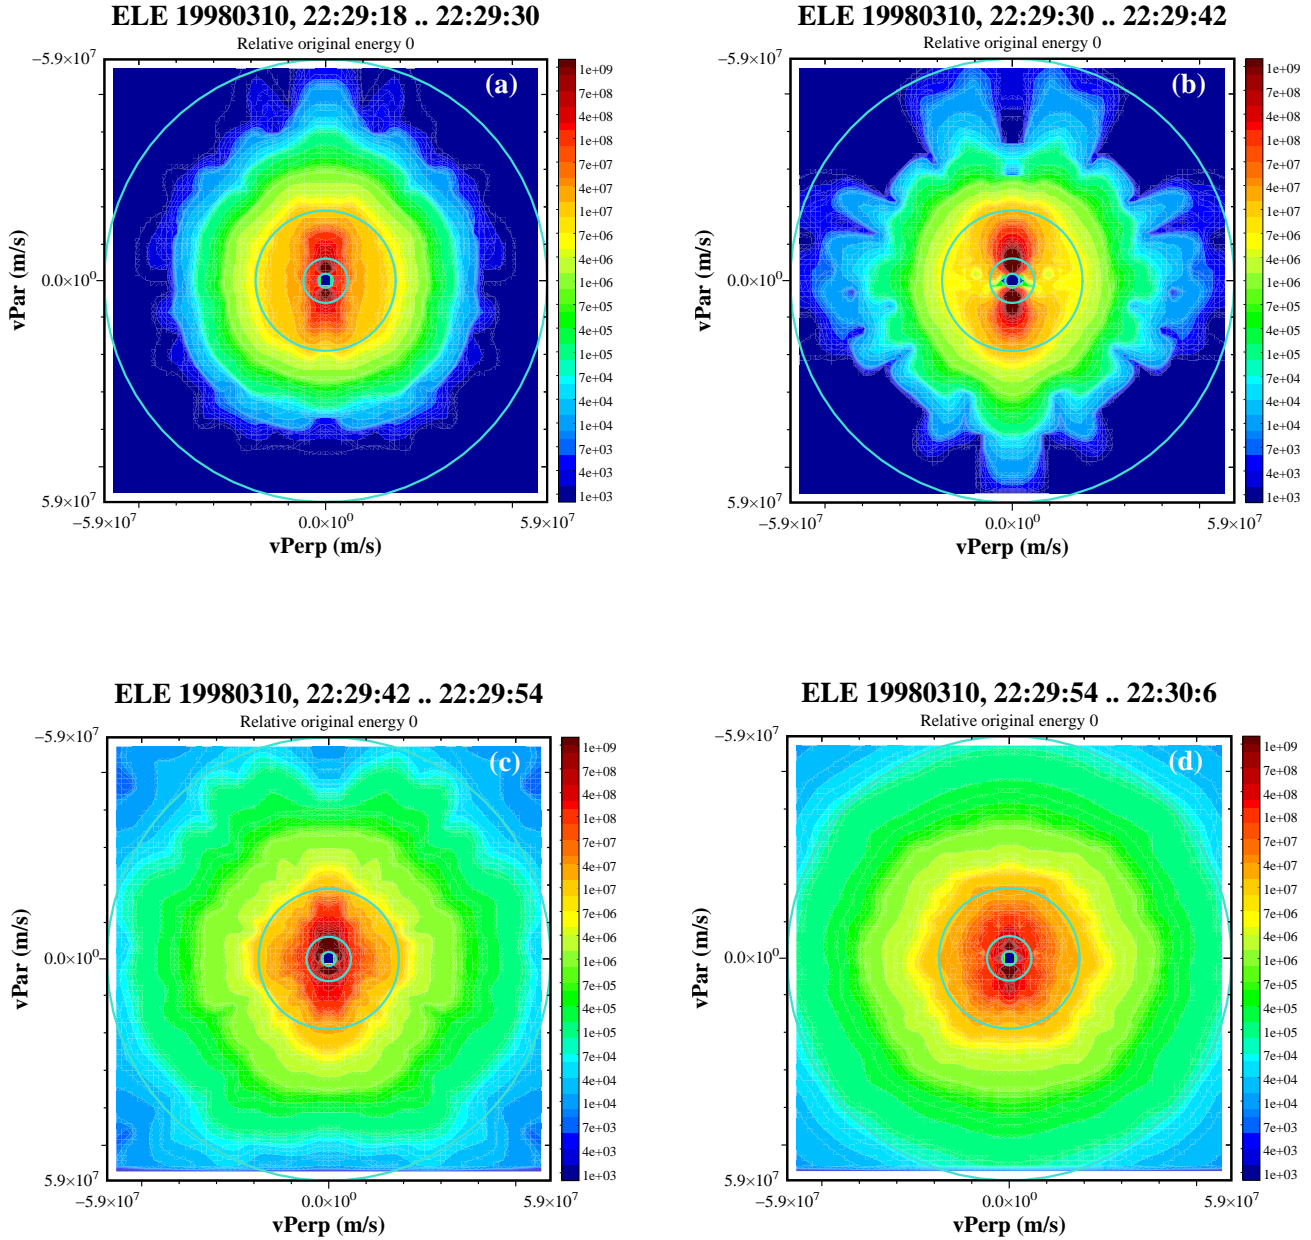 ELE 19980310, 22:29:18 .. 22:29:30
Relative original energy 0
(a)
vPar (m/s)
−5.9×10⁷
0.0×10⁰
5.9×10⁷
−5.9×10⁷
0.0×10⁰
5.9×10⁷
vPerp (m/s)
1e+09
7e+08
4e+08
1e+08
7e+07
4e+07
1e+07
7e+06
4e+06
1e+06
7e+05
4e+05
1e+05
7e+04
4e+04
1e+04
7e+03
4e+03
1e+03
ELE 19980310, 22:29:30 .. 22:29:42
Relative original energy 0
(b)
vPar (m/s)
−5.9×10⁷
0.0×10⁰
5.9×10⁷
−5.9×10⁷
0.0×10⁰
5.9×10⁷
vPerp (m/s)
1e+09
7e+08
4e+08
1e+08
7e+07
4e+07
1e+07
7e+06
4e+06
1e+06
7e+05
4e+05
1e+05
7e+04
4e+04
1e+04
7e+03
4e+03
1e+03
ELE 19980310, 22:29:42 .. 22:29:54
Relative original energy 0
(c)
vPar (m/s)
−5.9×10⁷
0.0×10⁰
5.9×10⁷
−5.9×10⁷
0.0×10⁰
5.9×10⁷
vPerp (m/s)
1e+09
7e+08
4e+08
1e+08
7e+07
4e+07
1e+07
7e+06
4e+06
1e+06
7e+05
4e+05
1e+05
7e+04
4e+04
1e+04
7e+03
4e+03
1e+03
ELE 19980310, 22:29:54 .. 22:30:6
Relative original energy 0
(d)
vPar (m/s)
−5.9×10⁷
0.0×10⁰
5.9×10⁷
−5.9×10⁷
0.0×10⁰
5.9×10⁷
vPerp (m/s)
1e+09
7e+08
4e+08
1e+08
7e+07
4e+07
1e+07
7e+06
4e+06
1e+06
7e+05
4e+05
1e+05
7e+04
4e+04
1e+04
7e+03
4e+03
1e+03